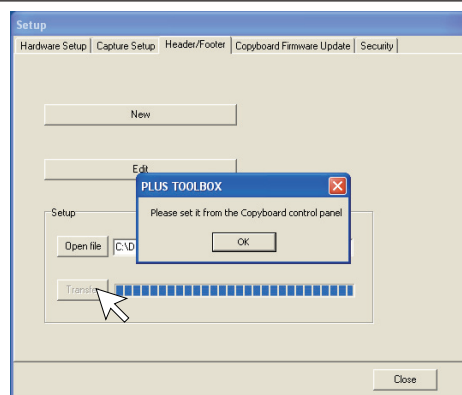 Setup
Hardware Setup Capture Setup Header/Footer Copyboard Firmware Update Security
New
Edit
PLUS TOOLBOX
Please set it from the Copyboard control panel
OK
Setup
Open file C:\D
Transfe
Close